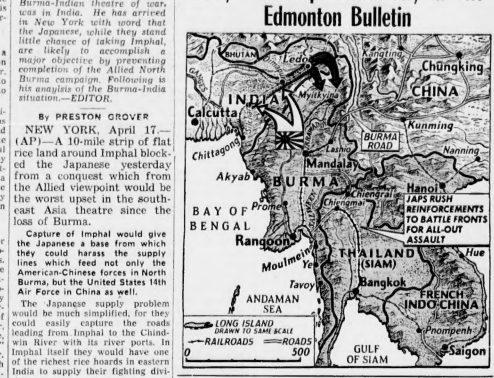 Burma-Indian theatre of war,
was in India. He has arrived
in New York with word that
the Japanese, while they stand
little chance of taking Imphal,
are likely to accomplish a
major objective by preventing
completion of the Allied North
Burma campaign. Following is
his anaylsis of the Burma-India
situation.—EDITOR.
By PRESTON GROVER
NEW YORK, April 17.—
(AP)—A 10-mile strip of flat
rice land around Imphal block-
ed the Japanese yesterday
from a conquest which from
the Allied viewpoint would be
the worst upset in the south-
east Asia theatre since the
loss of Burma.
Capture of Imphal would give
the Japanese a base from which
they could harass the supply
lines which feed not only the
American-Chinese forces in North
Burma, but the United States 14th
Air Force in China as well.
The Japanese supply problem
would be much simplified, for they
could easily capture the roads
leading from Imphal to the Chind-
win River with its river ports. In
Imphal itself they would have one
of the richest rice hoards in eastern
India to supply their fighting divi-
Edmonton Bulletin
BHUTAN
Ledo
Kangting
Chungking
GANGES
INDIA
Myitkyina
CHINA
Calcutta
Kunming
Chittagong
Lashio
BURMA
ROAD
Mandalay
Nanning
Akyab
BURMA
Chiengrai
Hanoi
Chiengmai
JAPS RUSH
REINFORCEMENTS
TO BATTLE FRONTS
FOR ALL-OUT
ASSAULT
Prome
BAY OF
BENGAL
Rangoon
Moulmein
THAILAND
(SIAM)
Hue
Ye
Tavoy
Bangkok
FRENCH
INDO-CHINA
ANDAMAN
SEA
LONG ISLAND
DRAWN TO SAME SCALE
Pnompenh
RAILROADS
ROADS
GULF
OF SIAM
Saigon
0 500